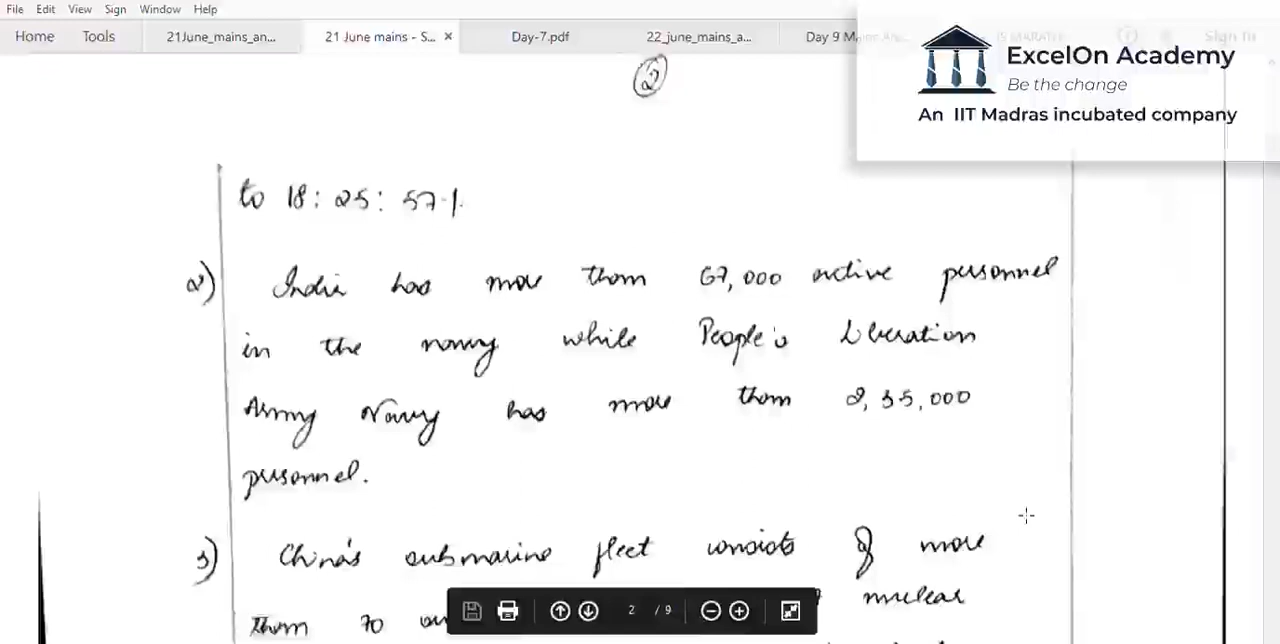 File Edit View Sign Window Help
Home Tools 21June_mains_an... 21 June mains - S... × Day-7.pdf 22_june_mains_a... Day 9 M Sign In
ExcelOn Academy
Be the change
An IIT Madras incubated company
2
to 18 : 25 : 57 %.
2) India has more than 67,000 active personnel
in the navy while People's Liberation
Army Navy has more than 2,35,000
personnel.
3) China's submarine fleet consists of more
than 70 nuclear
2 / 9